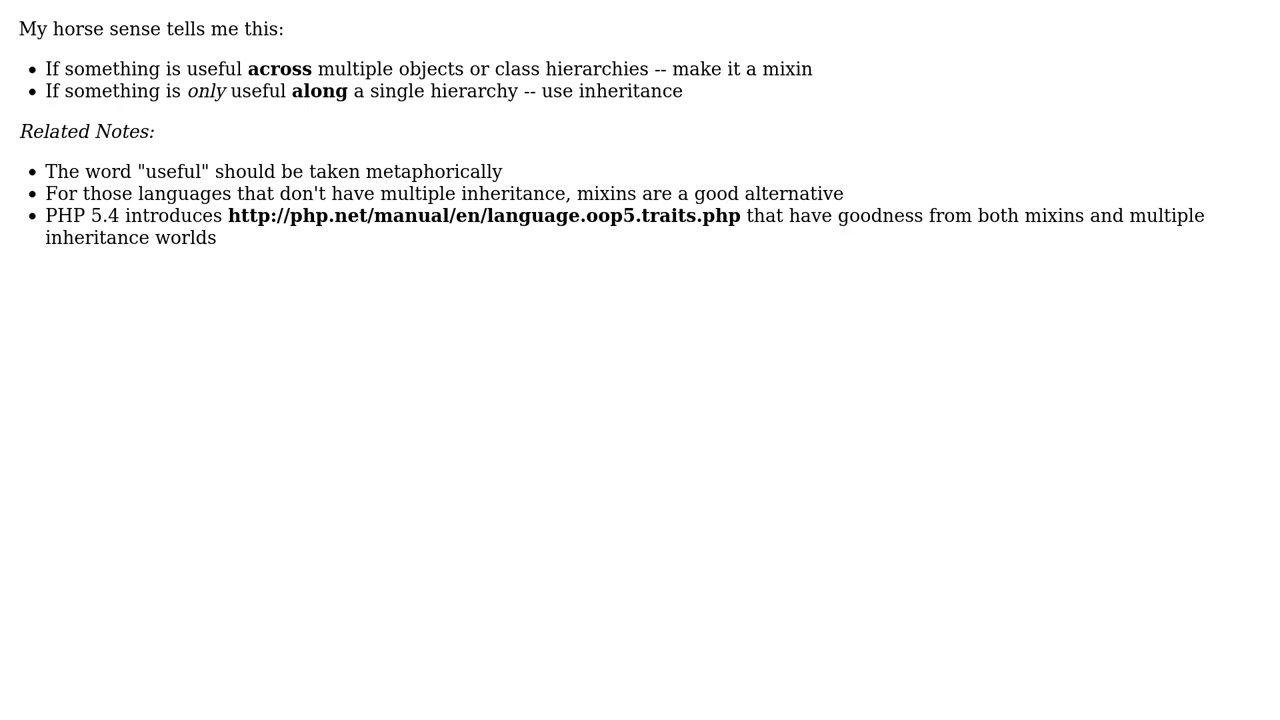 My horse sense tells me this:
• If something is useful across multiple objects or class hierarchies -- make it a mixin
• If something is only useful along a single hierarchy -- use inheritance
Related Notes:
• The word "useful" should be taken metaphorically
• For those languages that don't have multiple inheritance, mixins are a good alternative
• PHP 5.4 introduces http://php.net/manual/en/language.oop5.traits.php that have goodness from both mixins and multiple
inheritance worlds